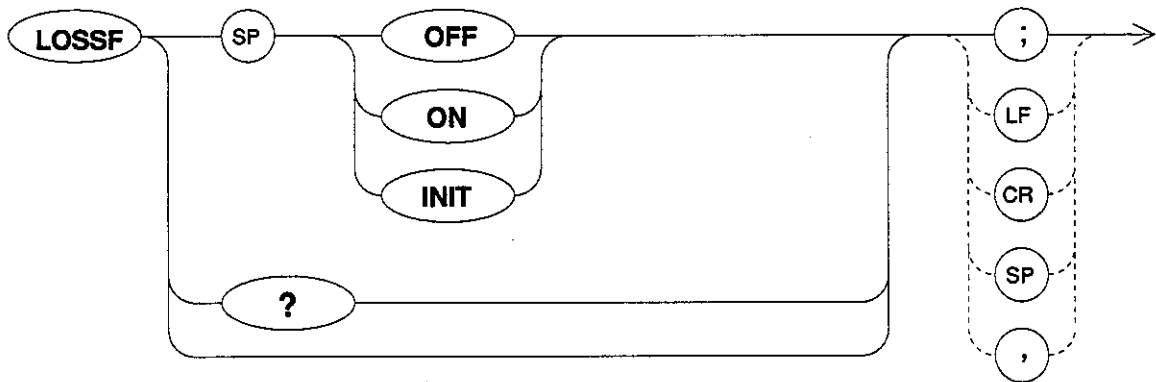 LOSSF SP OFF ;
ON LF
INIT CR
SP
?
,